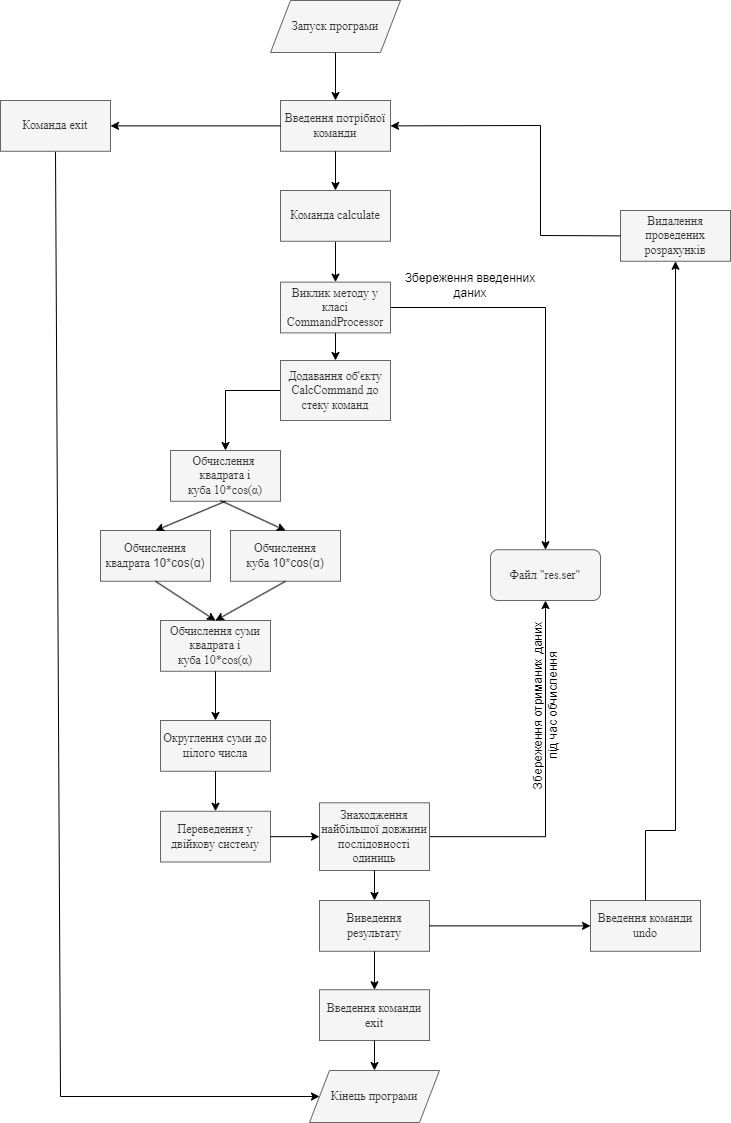 Запуск програми
Команда exit
Введення потрібної
команди
Команда calculate
Видалення
проведених
розрахунків
Збереження введенних
даних
Виклик методу у
класі
CommandProcessor
Додавання об'єкту
CalcCommand до
стеку команд
Обчислення
квадрата і
куба 10*cos(α)
Обчислення
квадрата 10*cos(α)
Обчислення
куба 10*cos(α)
Файл "res.ser"
Обчислення суми
квадрата і
куба 10*cos(α)
Збереження отриманих даних
під час обчислення
Округлення суми до
цілого числа
Переведення у
двійкову систему
Знаходження
найбільшої довжини
послідовності
одиниць
Виведення
результату
Введення команди
undo
Введення команди
exit
Кінець програми